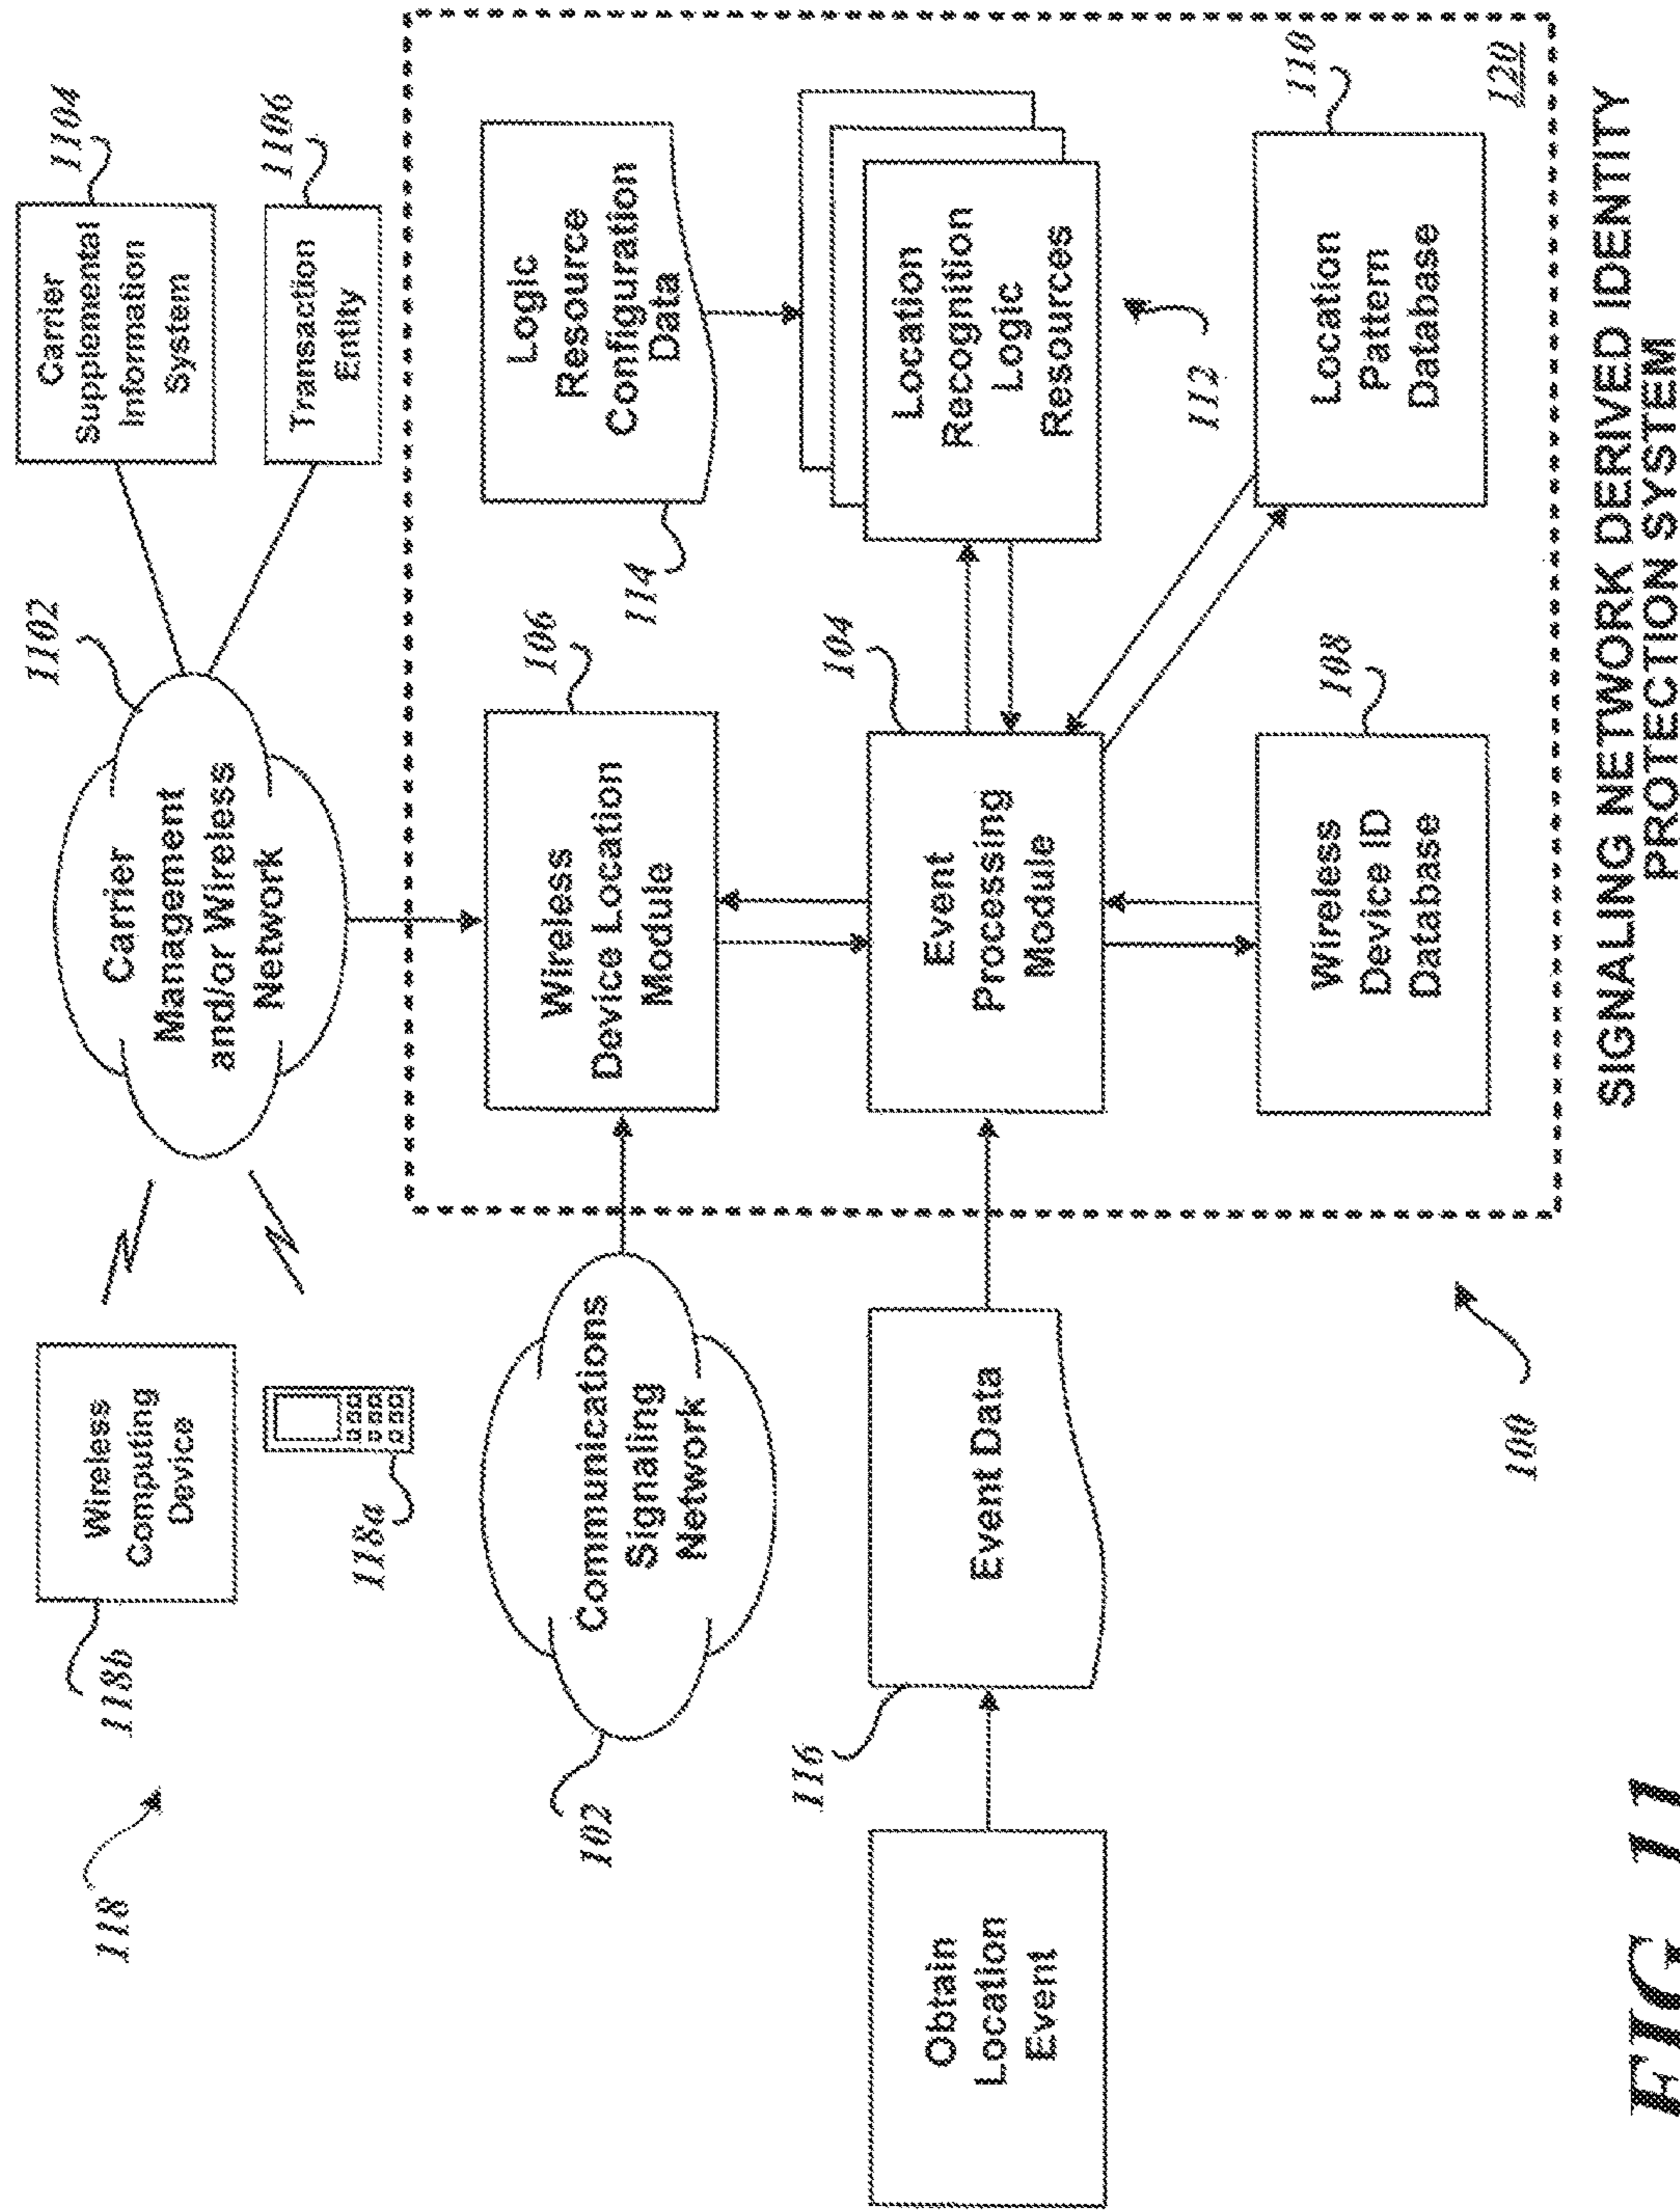 118
118b
Wireless
Computing
Device
118a
1102
Carrier
Management
and/or Wireless
Network
1104
Carrier
Supplemental
Information
System
1106
Transaction
Entity
102
Communications
Signaling
Network
106
Wireless
Device Location
Module
114
Logic
Resource
Configuration
Data
Obtain
Location
Event
116
Event Data
104
Event
Processing
Module
Location
Recognition
Logic
Resources
112
108
Wireless
Device ID
Database
110
Location
Pattern
Database
120
100
SIGNALING NETWORK DERIVED IDENTITY
PROTECTION SYSTEM
FIG 11